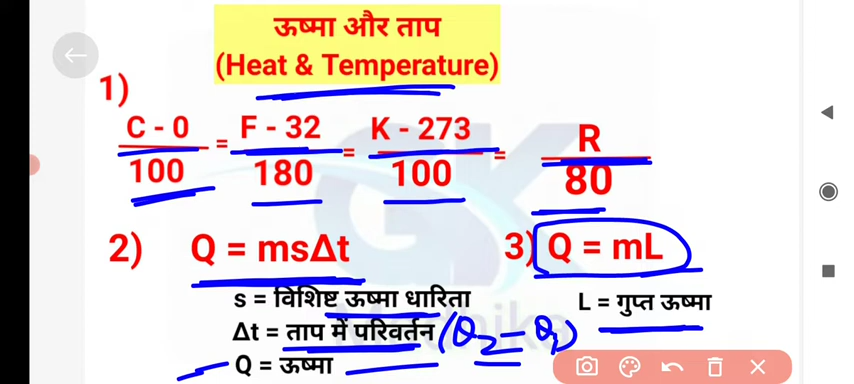 ऊष्मा और ताप
(Heat & Temperature)
1)
C - 0 / 100 = F - 32 / 180 = K - 273 / 100 = R / 80
2) Q = msΔt 3) Q = mL
s = विशिष्ट ऊष्मा धारिता L = गुप्त ऊष्मा
Δt = ताप में परिवर्तन (θ2 - θ1)
Q = ऊष्मा